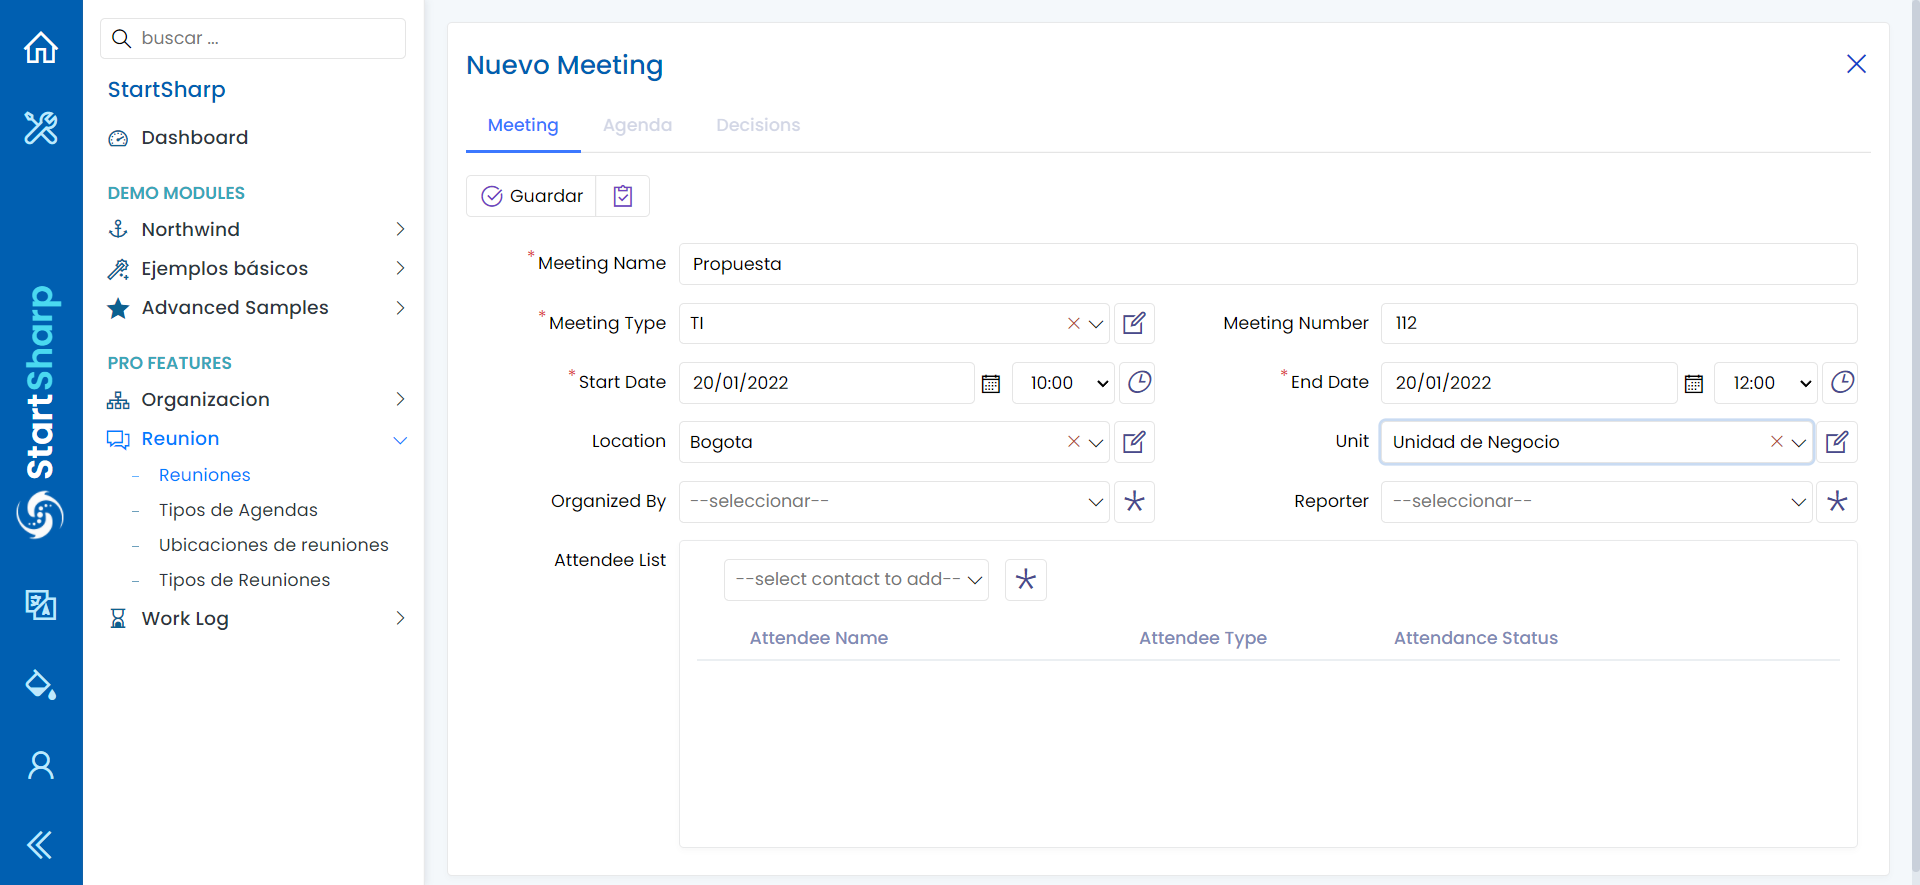 buscar ...
StartSharp
Dashboard
DEMO MODULES
Northwind
Ejemplos básicos
Advanced Samples
PRO FEATURES
Organizacion
Reunion
- Reuniones
- Tipos de Agendas
- Ubicaciones de reuniones
- Tipos de Reuniones
Work Log
StartSharp
Nuevo Meeting
Meeting Agenda Decisions
Guardar
* Meeting Name Propuesta
* Meeting Type TI Meeting Number 112
* Start Date 20/01/2022 10:00 * End Date 20/01/2022 12:00
Location Bogota Unit Unidad de Negocio
Organized By --seleccionar-- Reporter --seleccionar--
Attendee List --select contact to add--
Attendee Name Attendee Type Attendance Status